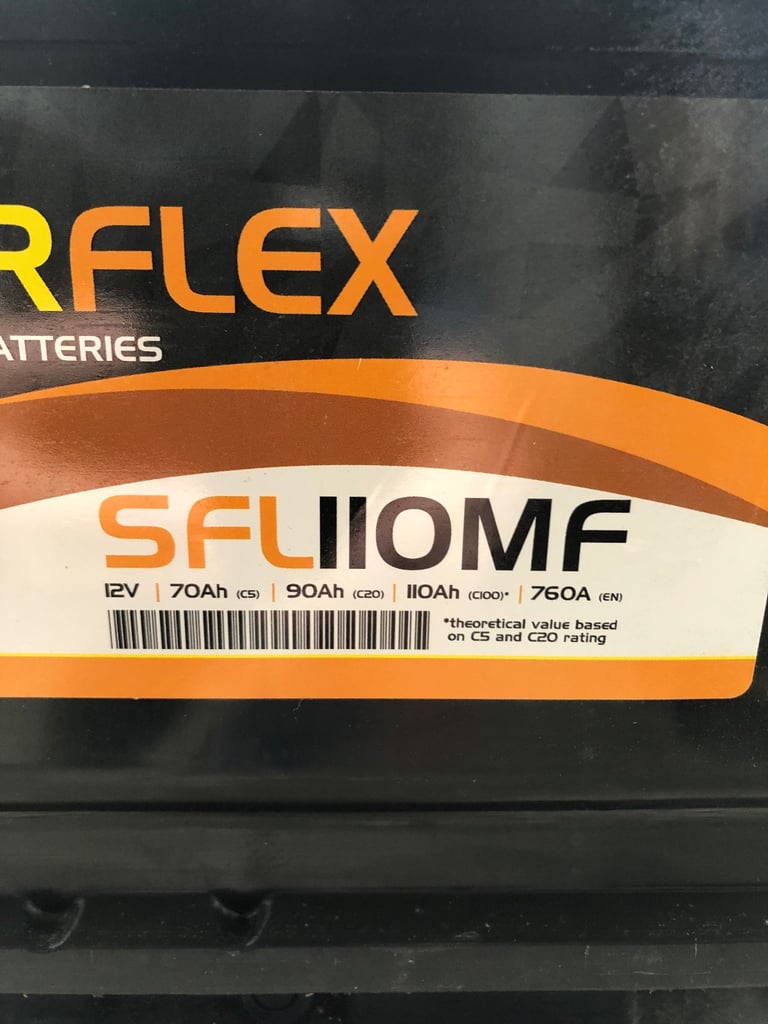 RFLEX
ATTERIES
SFL110MF
12V | 70Ah (C5) | 90Ah (C20) | 110Ah (C100)* | 760A (EN)
*theoretical value based
on C5 and C20 rating